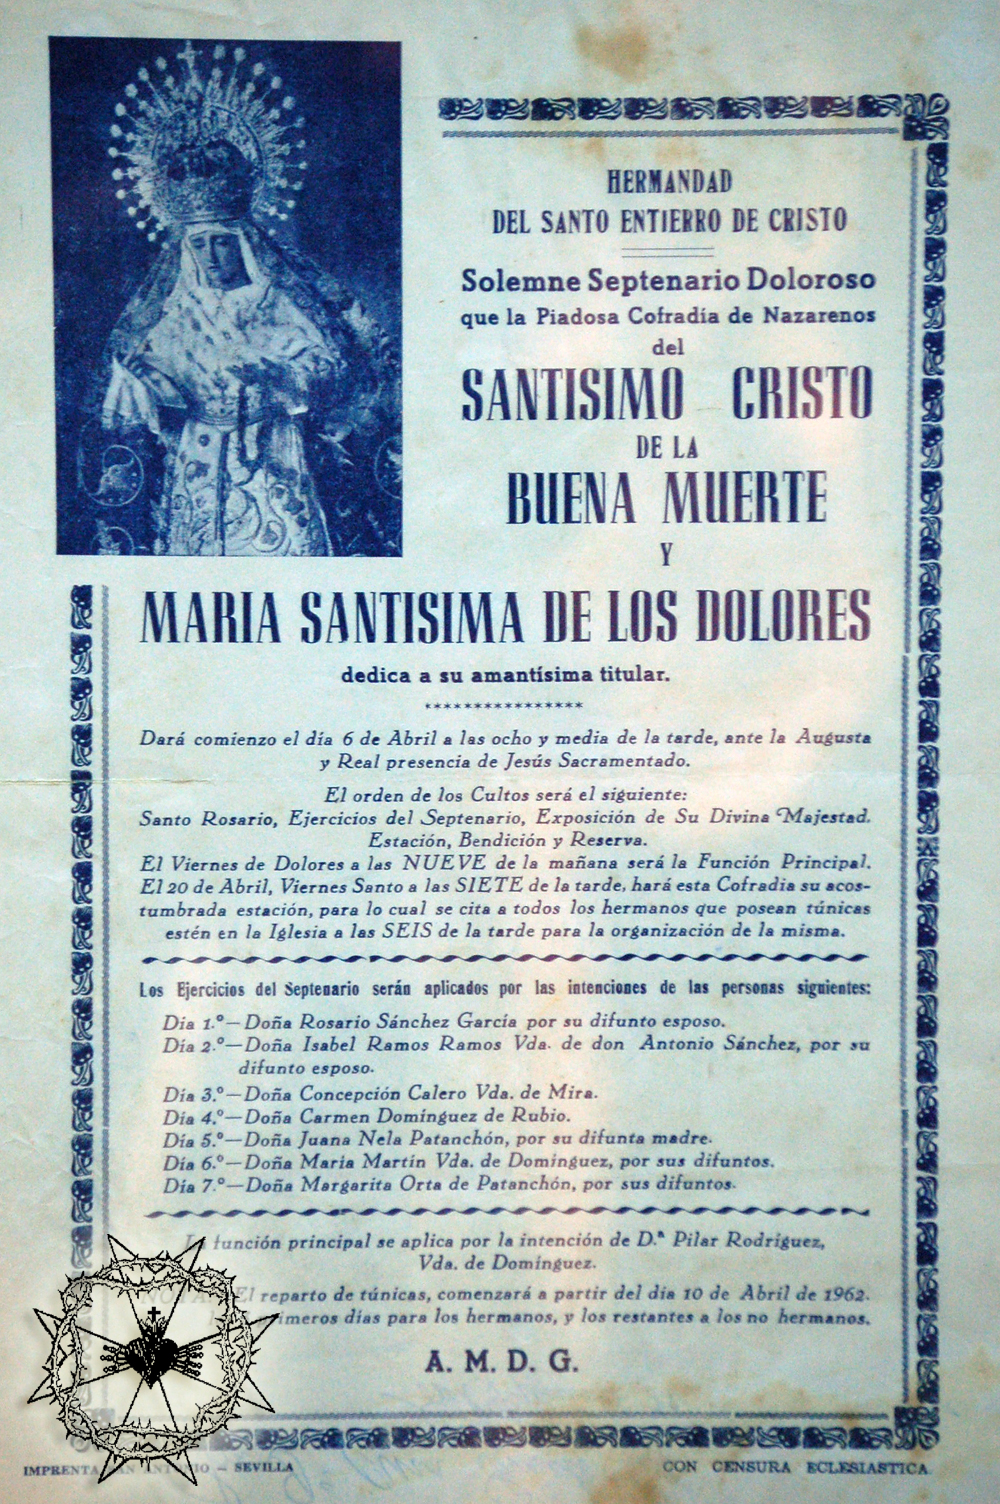 HERMANDAD
DEL SANTO ENTIERRO DE CRISTO
Solemne Septenario Doloroso
que la Piadosa Cofradía de Nazarenos
del
SANTISIMO CRISTO
DE LA
BUENA MUERTE
Y
MARIA SANTISIMA DE LOS DOLORES
dedica a su amantísima titular.
****************
Dará comienzo el día 6 de Abril a las ocho y media de la tarde, ante la Augusta
y Real presencia de Jesús Sacramentado.
El orden de los Cultos será el siguiente:
Santo Rosario, Ejercicios del Septenario, Exposición de Su Divina Majestad.
Estación, Bendición y Reserva.
El Viernes de Dolores a las NUEVE de la mañana será la Función Principal.
El 20 de Abril, Viernes Santo a las SIETE de la tarde, hará esta Cofradia su acos-
tumbrada estación, para lo cual se cita a todos los hermanos que posean túnicas
estén en la Iglesia a las SEIS de la tarde para la organización de la misma.
Los Ejercicios del Septenario serán aplicados por las intenciones de las personas siguientes:
Día 1.º—Doña Rosario Sánchez García por su difunto esposo.
Día 2.º—Doña Isabel Ramos Ramos Vda. de don Antonio Sánchez, por su
difunto esposo.
Día 3.º—Doña Concepción Calero Vda. de Mira.
Día 4.º—Doña Carmen Domínguez de Rubio.
Día 5.º—Doña Juana Nela Patanchón, por su difunta madre.
Día 6.º—Doña Maria Martín Vda. de Domínguez, por sus difuntos.
Día 7.º—Doña Margarita Orta de Patanchón, por sus difuntos.
La función principal se aplica por la intención de D.ª Pilar Rodríguez,
Vda. de Domínguez.
El reparto de túnicas, comenzará a partir del día 10 de Abril de 1962.
primeros días para los hermanos, y los restantes a los no hermanos.
A. M. D. G.
IMPRENTA SAN ANTONIO - SEVILLA
CON CENSURA ECLESIASTICA